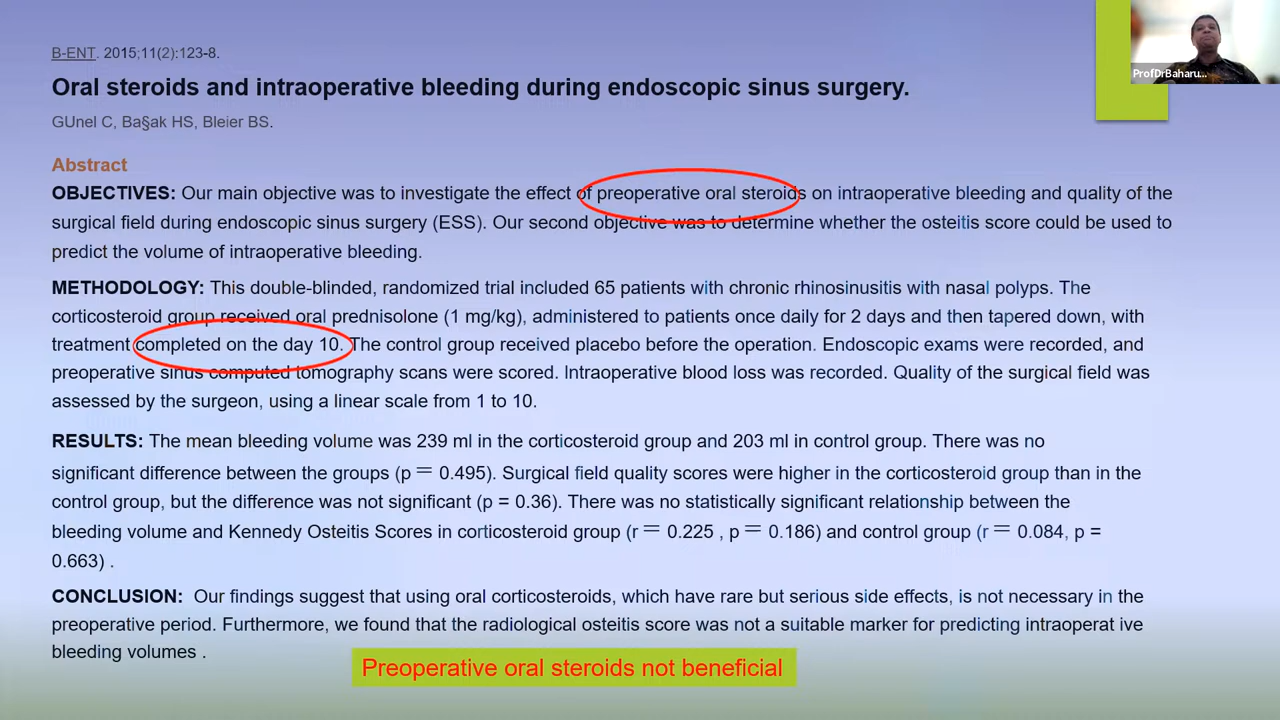 B-ENT. 2015;11(2):123-8.
ProfDrBaharu...
Oral steroids and intraoperative bleeding during endoscopic sinus surgery.
GUnel C, Ba§ak HS, Bleier BS.
Abstract
OBJECTIVES: Our main objective was to investigate the effect of preoperative oral steroids on intraoperative bleeding and quality of the
surgical field during endoscopic sinus surgery (ESS). Our second objective was to determine whether the osteitis score could be used to
predict the volume of intraoperative bleeding.
METHODOLOGY: This double-blinded, randomized trial included 65 patients with chronic rhinosinusitis with nasal polyps. The
corticosteroid group received oral prednisolone (1 mg/kg), administered to patients once daily for 2 days and then tapered down, with
treatment completed on the day 10. The control group received placebo before the operation. Endoscopic exams were recorded, and
preoperative sinus computed tomography scans were scored. Intraoperative blood loss was recorded. Quality of the surgical field was
assessed by the surgeon, using a linear scale from 1 to 10.
RESULTS: The mean bleeding volume was 239 ml in the corticosteroid group and 203 ml in control group. There was no
significant difference between the groups (p = 0.495). Surgical field quality scores were higher in the corticosteroid group than in the
control group, but the difference was not significant (p = 0.36). There was no statistically significant relationship between the
bleeding volume and Kennedy Osteitis Scores in corticosteroid group (r = 0.225 , p = 0.186) and control group (r = 0.084, p =
0.663) .
CONCLUSION: Our findings suggest that using oral corticosteroids, which have rare but serious side effects, is not necessary in the
preoperative period. Furthermore, we found that the radiological osteitis score was not a suitable marker for predicting intraoperat ive
bleeding volumes .
Preoperative oral steroids not beneficial